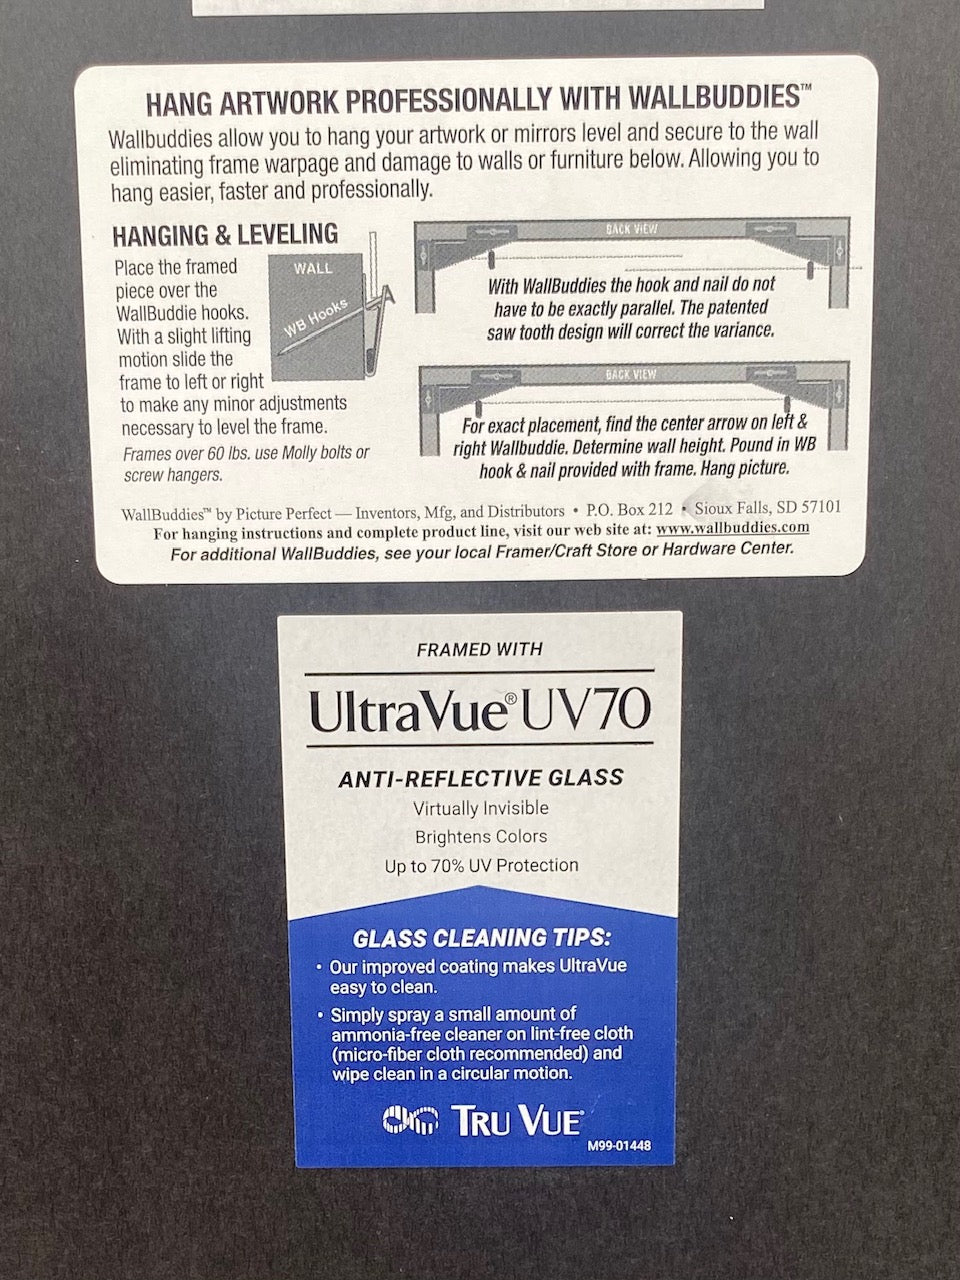 HANG ARTWORK PROFESSIONALLY WITH WALLBUDDIES™
Wallbuddies allow you to hang your artwork or mirrors level and secure to the wall
eliminating frame warpage and damage to walls or furniture below. Allowing you to
hang easier, faster and professionally.
HANGING & LEVELING
Place the framed
piece over the
WallBuddie hooks.
With a slight lifting
motion slide the
frame to left or right
to make any minor adjustments
necessary to level the frame.
Frames over 60 lbs. use Molly bolts or
screw hangers.
WALL
WB Hooks
BACK VIEW
With WallBuddies the hook and nail do not
have to be exactly parallel. The patented
saw tooth design will correct the variance.
BACK VIEW
For exact placement, find the center arrow on left &
right Wallbuddie. Determine wall height. Pound in WB
hook & nail provided with frame. Hang picture.
WallBuddies™ by Picture Perfect — Inventors, Mfg, and Distributors • P.O. Box 212 • Sioux Falls, SD 57101
For hanging instructions and complete product line, visit our web site at: www.wallbuddies.com
For additional WallBuddies, see your local Framer/Craft Store or Hardware Center.
FRAMED WITH
UltraVue® UV70
ANTI-REFLECTIVE GLASS
Virtually Invisible
Brightens Colors
Up to 70% UV Protection
GLASS CLEANING TIPS:
• Our improved coating makes UltraVue
easy to clean.
• Simply spray a small amount of
ammonia-free cleaner on lint-free cloth
(micro-fiber cloth recommended) and
wipe clean in a circular motion.
TRU VUE®
M99-01448